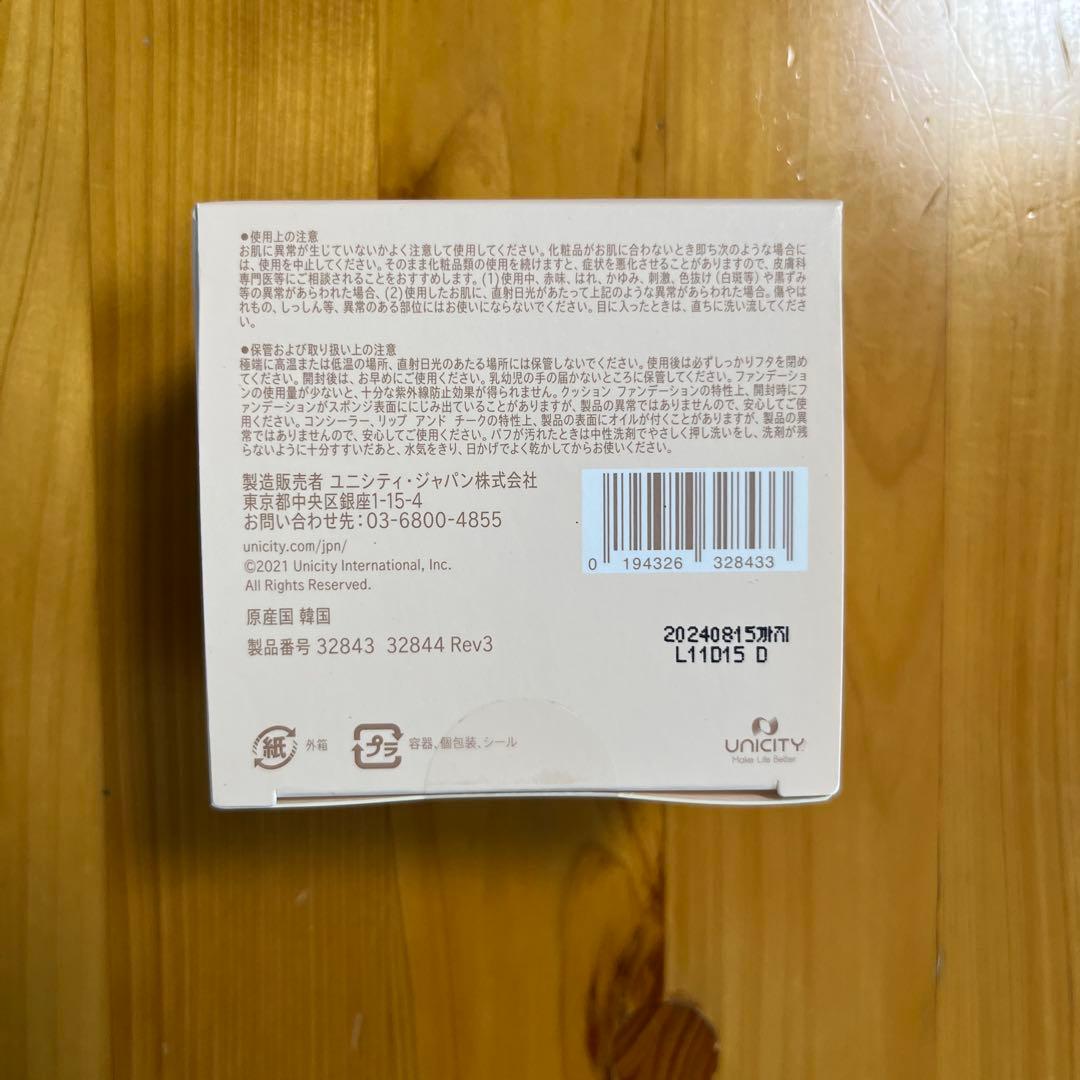 ●使用上の注意
お肌に異常が生じていないかよく注意して使用してください。化粧品がお肌に合わないとき即ち次のような場合に
は、使用を中止してください。そのまま化粧品類の使用を続けますと、症状を悪化させることがありますので、皮膚科
専門医等にご相談されることをおすすめします。(1)使用中、赤味、はれ、かゆみ、刺激、色抜け(白斑等)や黒ずみ
等の異常があらわれた場合、(2)使用したお肌に、直射日光があたって上記のような異常があらわれた場合。傷やは
れもの、しっしん等、異常のある部位にはお使いにならないでください。目に入ったときは、直ちに洗い流してくださ
い。
●保管および取り扱い上の注意
極端に高温または低温の場所、直射日光のあたる場所には保管しないでください。使用後は必ずしっかりフタを閉め
てください。開封後は、お早めにご使用ください。乳幼児の手の届かないところに保管してください。ファンデーショ
ンの使用量が少ないと、十分な紫外線防止効果が得られません。クッション ファンデーションの特性上、開封時にフ
ァンデーションがスポンジ表面ににじみ出ていることがありますが、製品の異常ではありませんので、安心してご使
用ください。コンシーラー、リップ アンド チークの特性上、製品の表面にオイルが付くことがありますが、製品の異
常ではありませんので、安心してご使用ください。パフが汚れたときは中性洗剤でやさしく押し洗いをし、洗剤が残
らないように十分すすいだあと、水気をきり、日かげでよく乾かしてからお使いください。
製造販売者 ユニシティ・ジャパン株式会社
東京都中央区銀座1-15-4
お問い合わせ先：03-6800-4855
unicity.com/jpn/
©2021 Unicity International, Inc.
All Rights Reserved.
原産国 韓国
製品番号 32843 32844 Rev3
0 194326 328433
20240815까지
L11D15 D
紙 外箱
プラ 容器、個包装、シール
UNICITY
Make Life Better